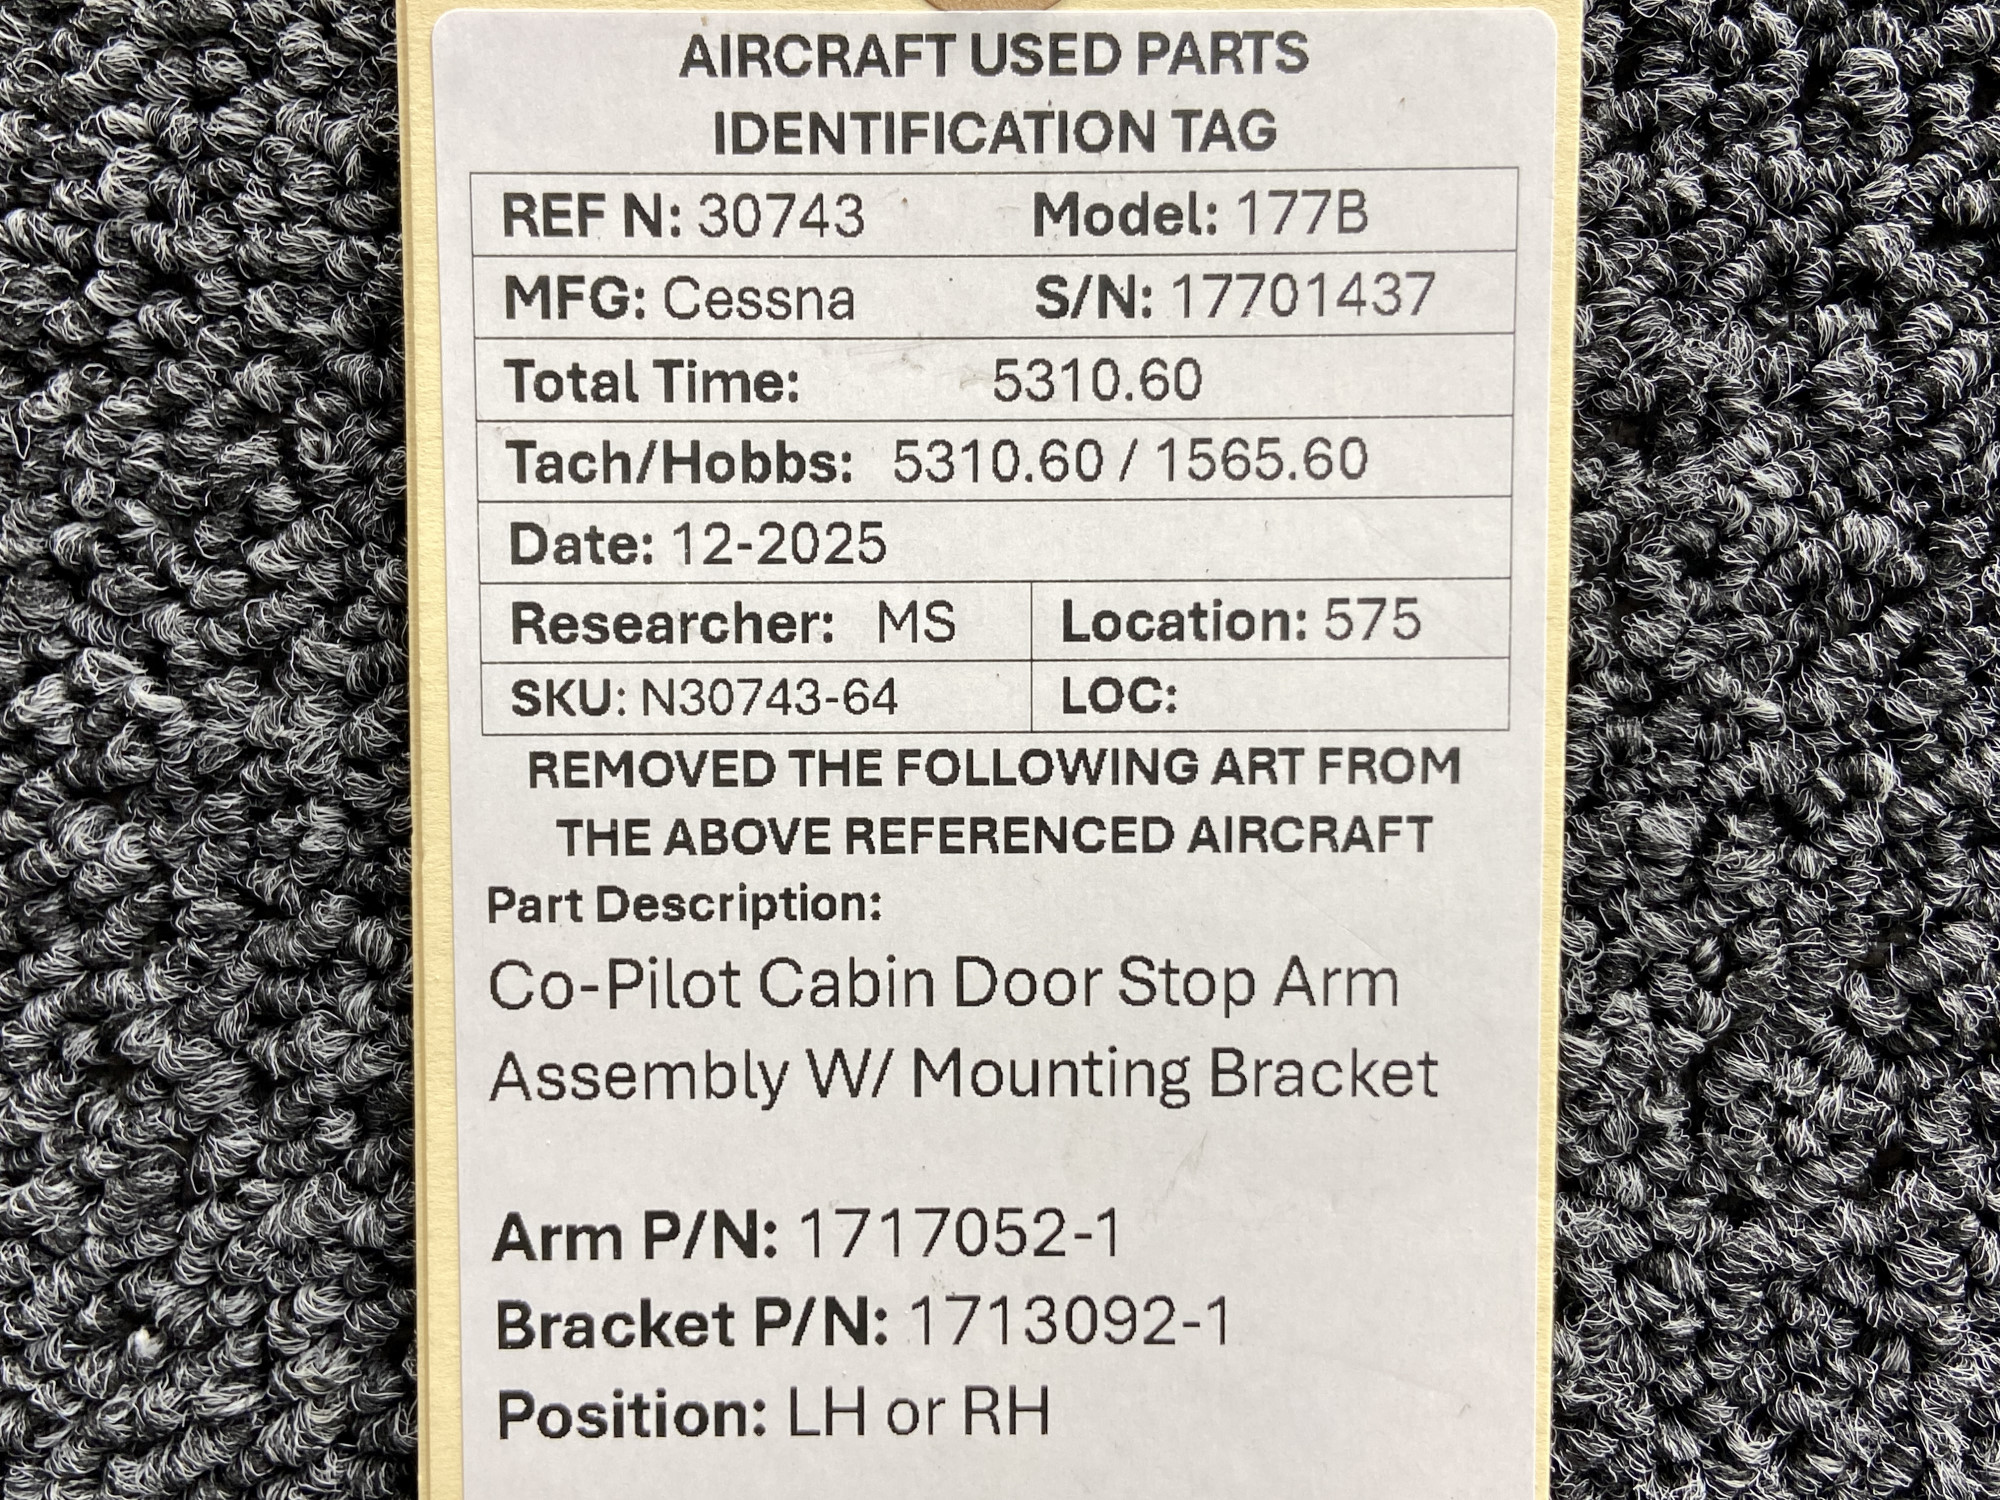 AIRCRAFT USED PARTS
IDENTIFICATION TAG
REF N: 30743 Model: 177B
MFG: Cessna S/N: 17701437
Total Time: 5310.60
Tach/Hobbs: 5310.60 / 1565.60
Date: 12-2025
Researcher: MS Location: 575
SKU: N30743-64 LOC:
REMOVED THE FOLLOWING ART FROM
THE ABOVE REFERENCED AIRCRAFT
Part Description:
Co-Pilot Cabin Door Stop Arm
Assembly W/ Mounting Bracket
Arm P/N: 1717052-1
Bracket P/N: 1713092-1
Position: LH or RH